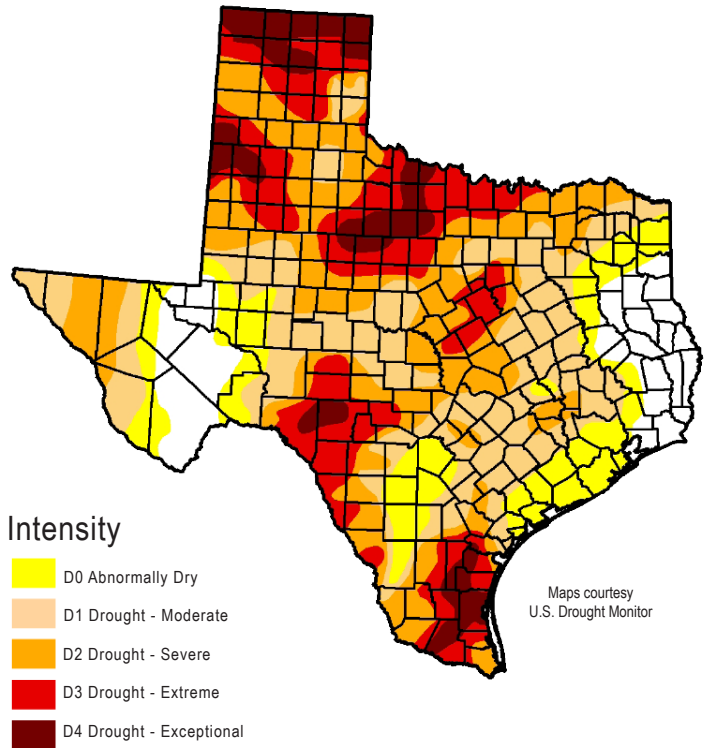 Intensity
D0 Abnormally Dry
D1 Drought - Moderate
D2 Drought - Severe
D3 Drought - Extreme
D4 Drought - Exceptional
Maps courtesy
U.S. Drought Monitor